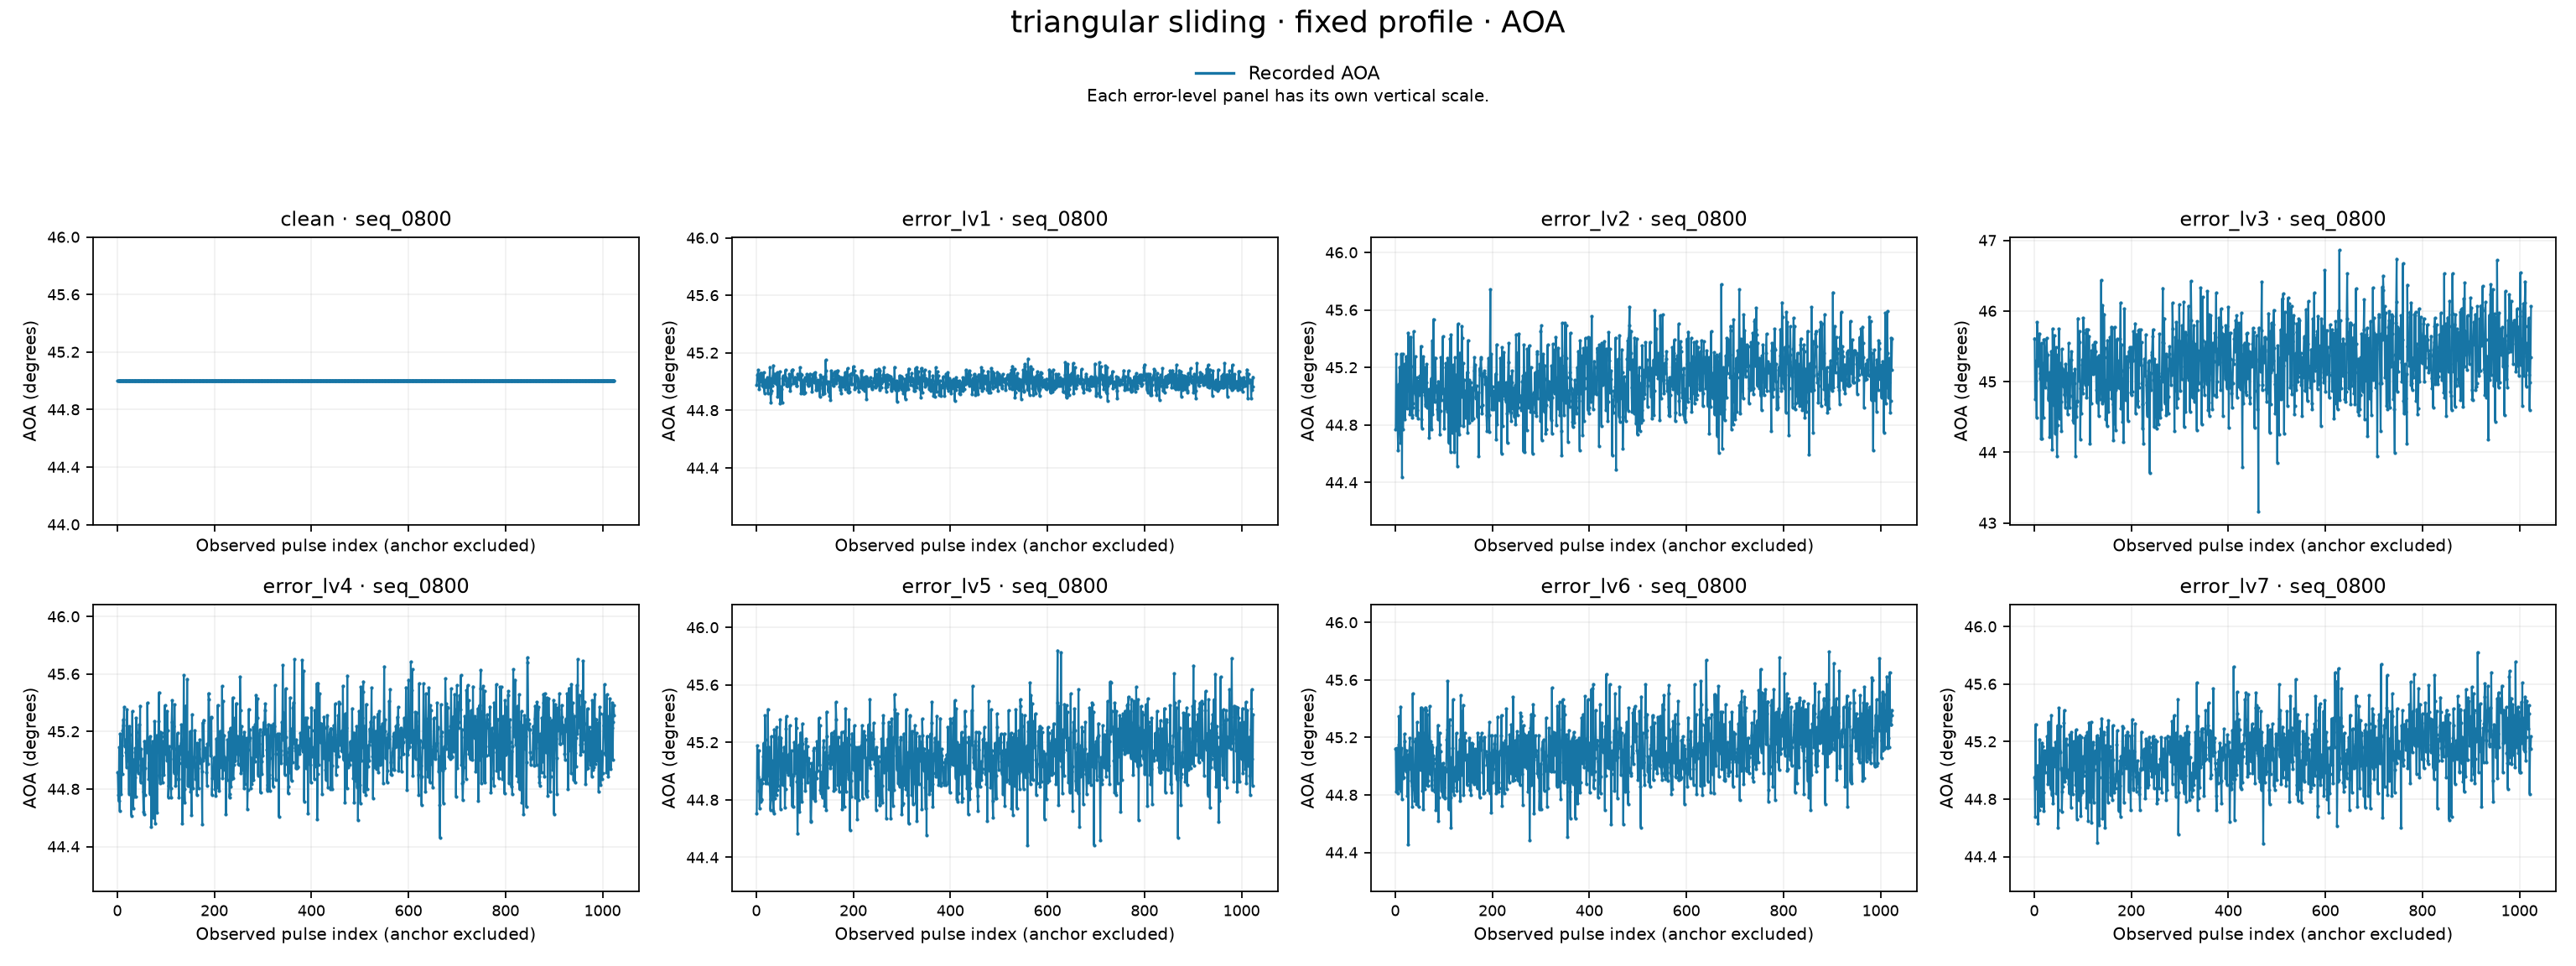 triangular sliding · fixed profile · AOA
Recorded AOA
Each error-level panel has its own vertical scale.
clean · seq_0800
46.0
45.6
45.2
44.8
44.4
44.0
AOA (degrees)
Observed pulse index (anchor excluded)
error_lv1 · seq_0800
46.0
45.6
45.2
44.8
44.4
AOA (degrees)
Observed pulse index (anchor excluded)
error_lv2 · seq_0800
46.0
45.6
45.2
44.8
44.4
AOA (degrees)
Observed pulse index (anchor excluded)
error_lv3 · seq_0800
47
46
45
44
43
AOA (degrees)
Observed pulse index (anchor excluded)
error_lv4 · seq_0800
46.0
45.6
45.2
44.8
44.4
AOA (degrees)
0 200 400 600 800 1000
Observed pulse index (anchor excluded)
error_lv5 · seq_0800
46.0
45.6
45.2
44.8
44.4
AOA (degrees)
0 200 400 600 800 1000
Observed pulse index (anchor excluded)
error_lv6 · seq_0800
46.0
45.6
45.2
44.8
44.4
AOA (degrees)
0 200 400 600 800 1000
Observed pulse index (anchor excluded)
error_lv7 · seq_0800
46.0
45.6
45.2
44.8
44.4
AOA (degrees)
0 200 400 600 800 1000
Observed pulse index (anchor excluded)